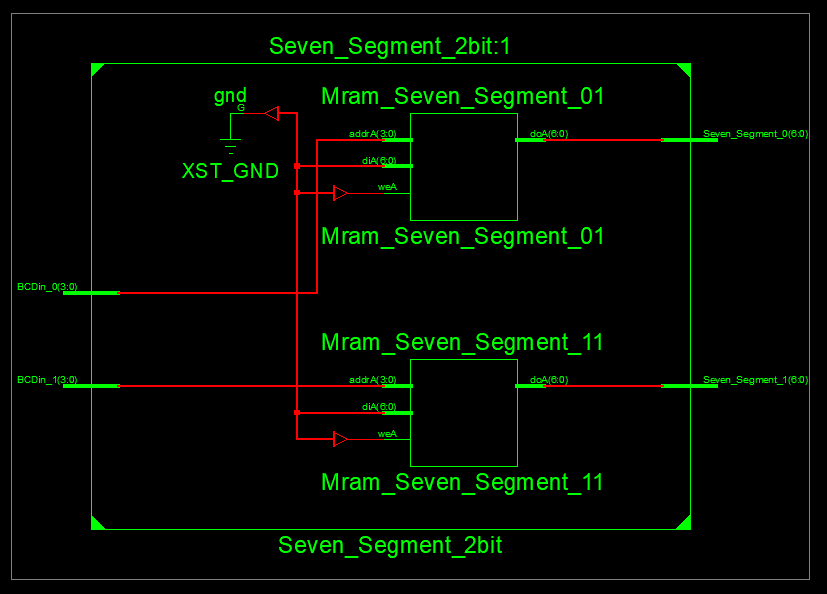 Seven_Segment_2bit:1
gnd
G
XST_GND
Mram_Seven_Segment_01
addrA(3:0)
diA(6:0)
weA
doA(6:0)
Seven_Segment_0(6:0)
Mram_Seven_Segment_01
BCDin_0(3:0)
Mram_Seven_Segment_11
BCDin_1(3:0)
addrA(3:0)
diA(6:0)
weA
doA(6:0)
Seven_Segment_1(6:0)
Mram_Seven_Segment_11
Seven_Segment_2bit